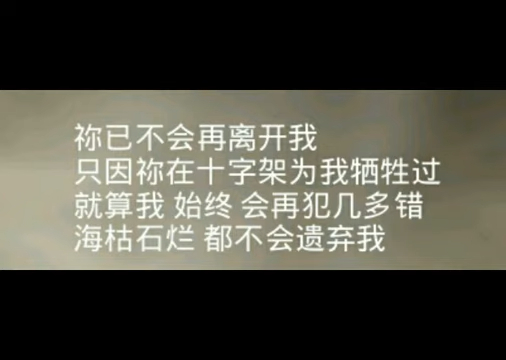 祢已不会再离开我
只因祢在十字架为我牺牲过
就算我 始终 会再犯几多错
海枯石烂 都不会遗弃我